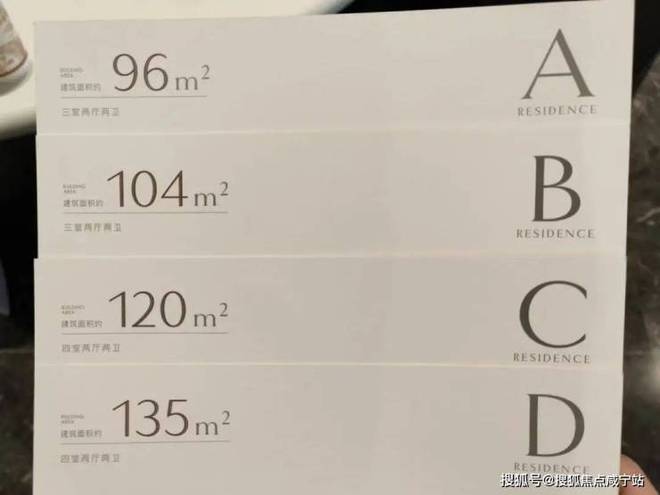 BUILDING
AREA
建筑面积约 96m²
三室两厅两卫
A
RESIDENCE
BUILDING
AREA
建筑面积约 104m²
三室两厅两卫
B
RESIDENCE
BUILDING
AREA
建筑面积约 120m²
四室两厅两卫
C
RESIDENCE
BUILDING
AREA
建筑面积约 135m²
四室两厅两卫
D
RESIDENCE
搜狐号@搜狐焦点咸宁站